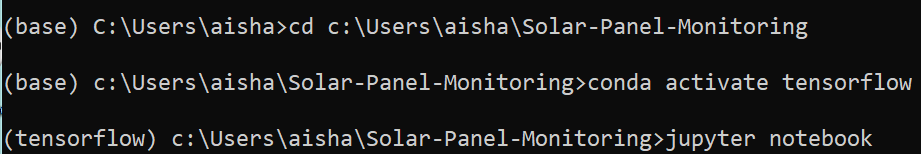 (base) C:\Users\aisha>cd c:\Users\aisha\Solar-Panel-Monitoring
(base) c:\Users\aisha\Solar-Panel-Monitoring>conda activate tensorflow
(tensorflow) c:\Users\aisha\Solar-Panel-Monitoring>jupyter notebook